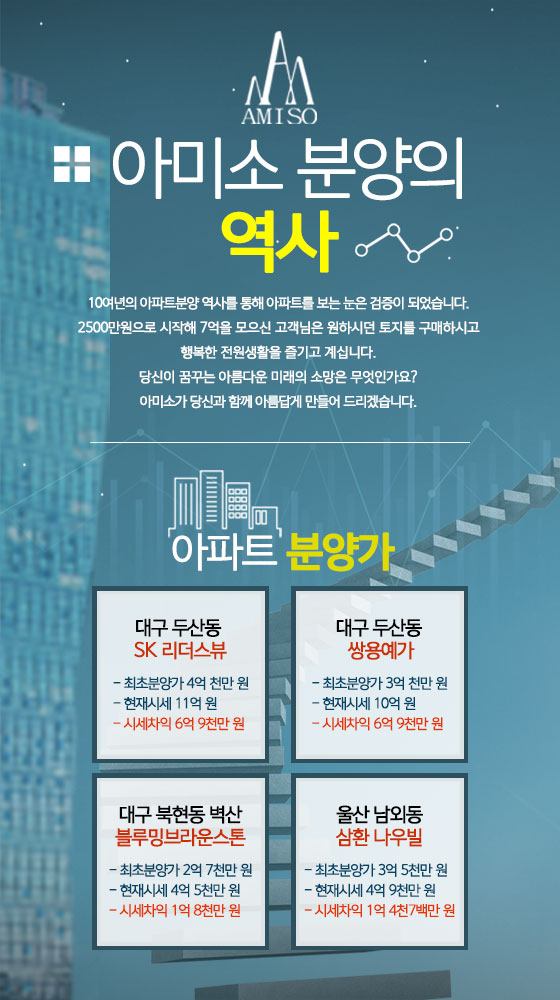 AMISO
아미소 분양의
역사
10여년의 아파트분양 역사를 통해 아파트를 보는 눈은 검증이 되었습니다.
2500만원으로 시작해 7억을 모으신 고객님은 원하시던 토지를 구매하시고
행복한 전원생활을 즐기고 계십니다.
당신이 꿈꾸는 아름다운 미래의 소망은 무엇인가요?
아미소가 당신과 함께 아름답게 만들어 드리겠습니다.
아파트 분양가
대구 두산동
SK 리더스뷰
- 최초분양가 4억 천만 원
- 현재시세 11억 원
- 시세차익 6억 9천만 원
대구 두산동
쌍용예가
- 최초분양가 3억 천만 원
- 현재시세 10억 원
- 시세차익 6억 9천만 원
대구 북현동 벽산
블루밍브라운스톤
- 최초분양가 2억 7천만 원
- 현재시세 4억 5천만 원
- 시세차익 1억 8천만 원
울산 남외동
삼환 나우빌
- 최초분양가 3억 5천만 원
- 현재시세 4억 9천만 원
- 시세차익 1억 4천7백만 원